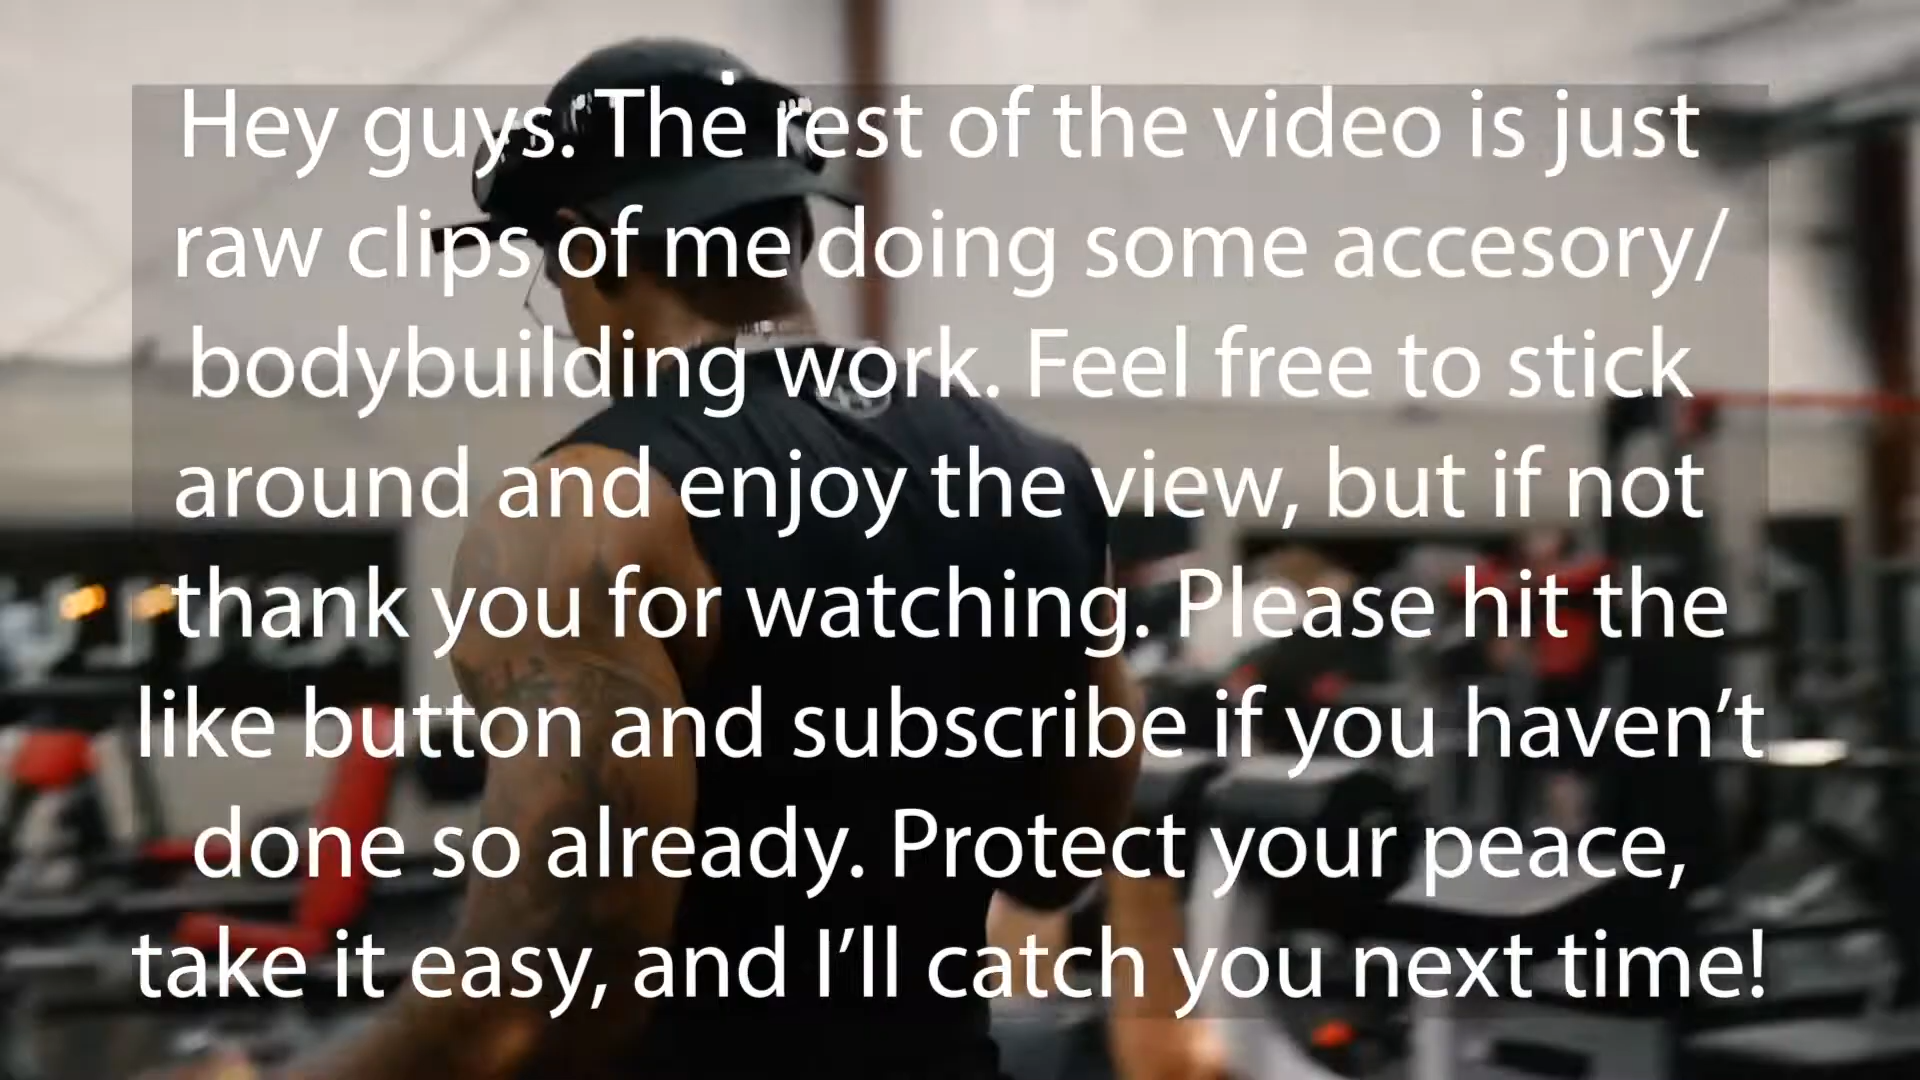 Hey guys. The rest of the video is just
raw clips of me doing some accesory/
bodybuilding work. Feel free to stick
around and enjoy the view, but if not
thank you for watching. Please hit the
like button and subscribe if you haven’t
done so already. Protect your peace,
take it easy, and I’ll catch you next time!